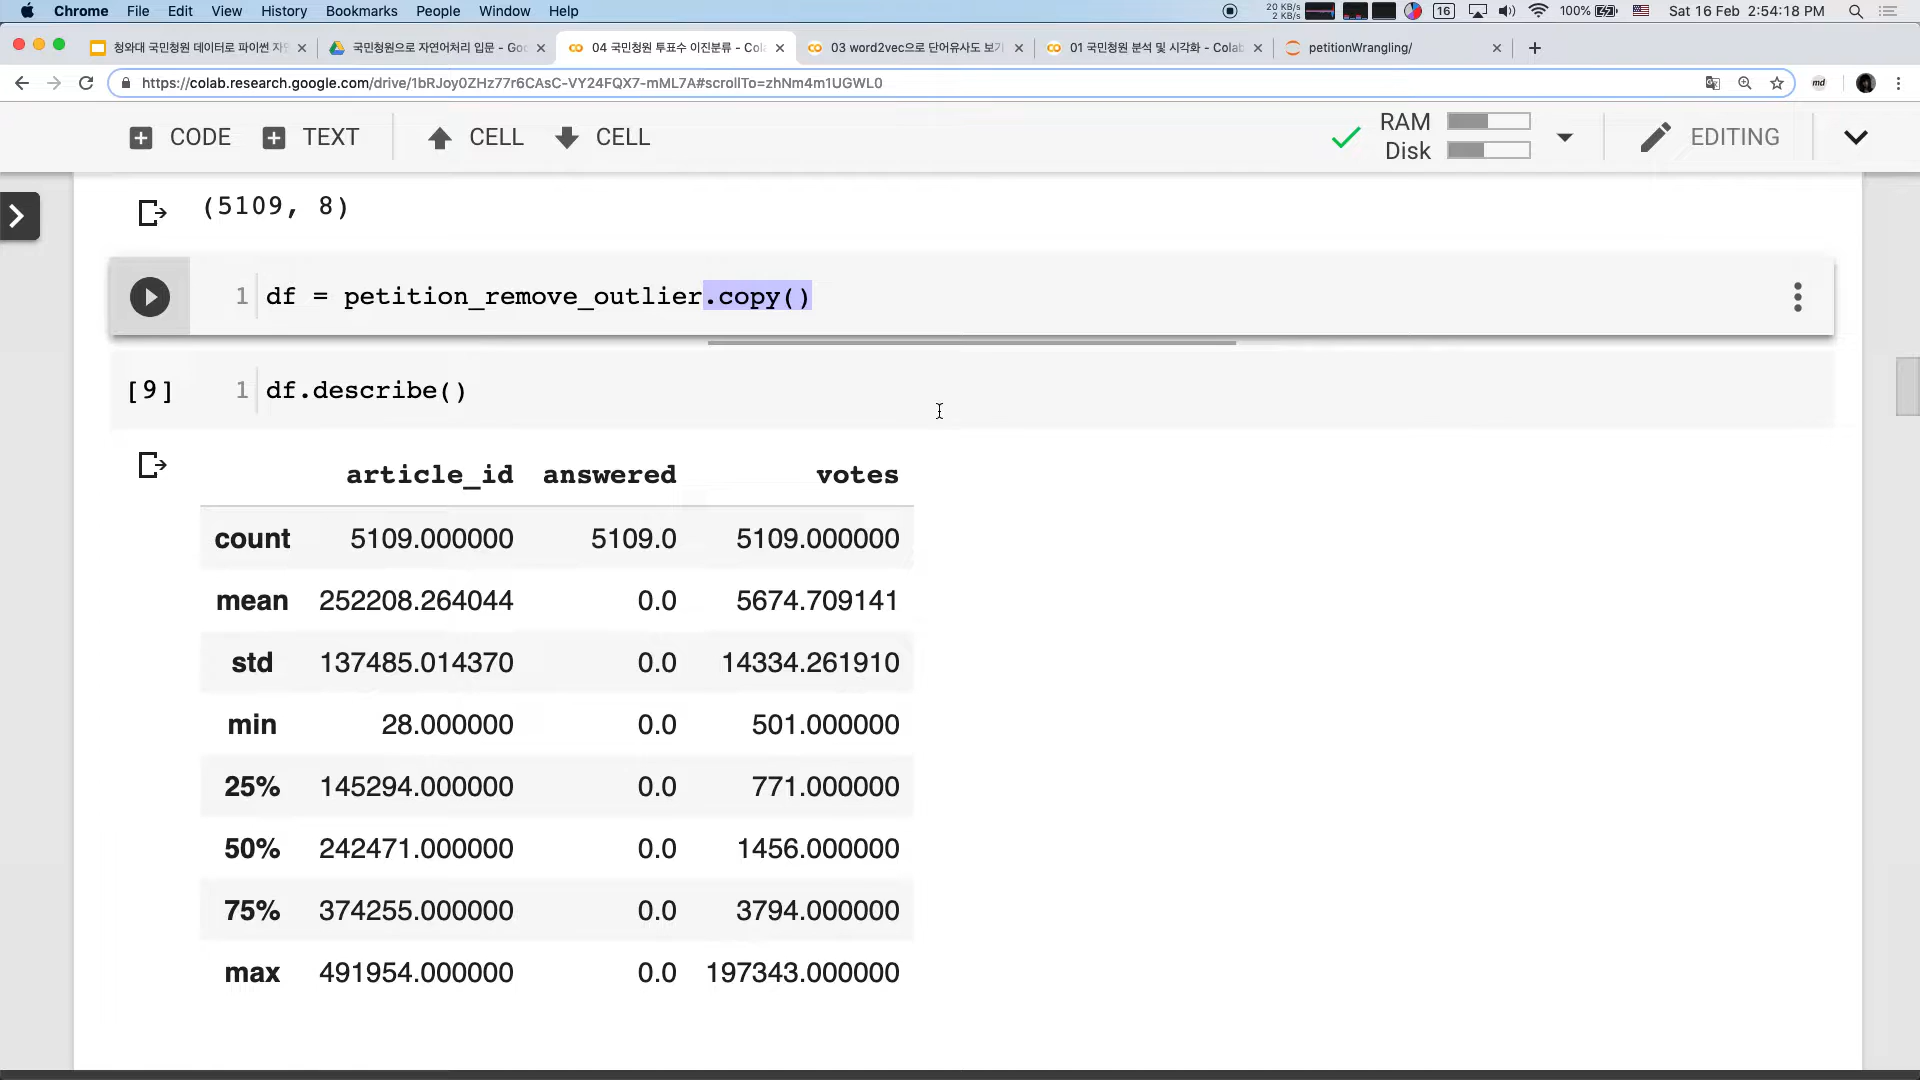 Chrome File Edit View History Bookmarks People Window Help
20 KB/s
2 KB/s
16
100%
Sat 16 Feb 2:54:18 PM
청와대 국민청원 데이터로 파이썬 자
국민청원으로 자연어처리 입문 - Goo
04 국민청원 투표수 이진분류 - Cola
03 word2vec으로 단어유사도 보기
01 국민청원 분석 및 시각화 - Colab
petitionWrangling/
https://colab.research.google.com/drive/1bRJoy0ZHz77r6CAsC-VY24FQX7-mML7A#scrollTo=zhNm4m1UGWL0
md
CODE TEXT CELL CELL
RAM
Disk
EDITING
(5109, 8)
1 df = petition_remove_outlier.copy()
[9] 1 df.describe()
article_id answered votes
count 5109.000000 5109.0 5109.000000
mean 252208.264044 0.0 5674.709141
std 137485.014370 0.0 14334.261910
min 28.000000 0.0 501.000000
25% 145294.000000 0.0 771.000000
50% 242471.000000 0.0 1456.000000
75% 374255.000000 0.0 3794.000000
max 491954.000000 0.0 197343.000000